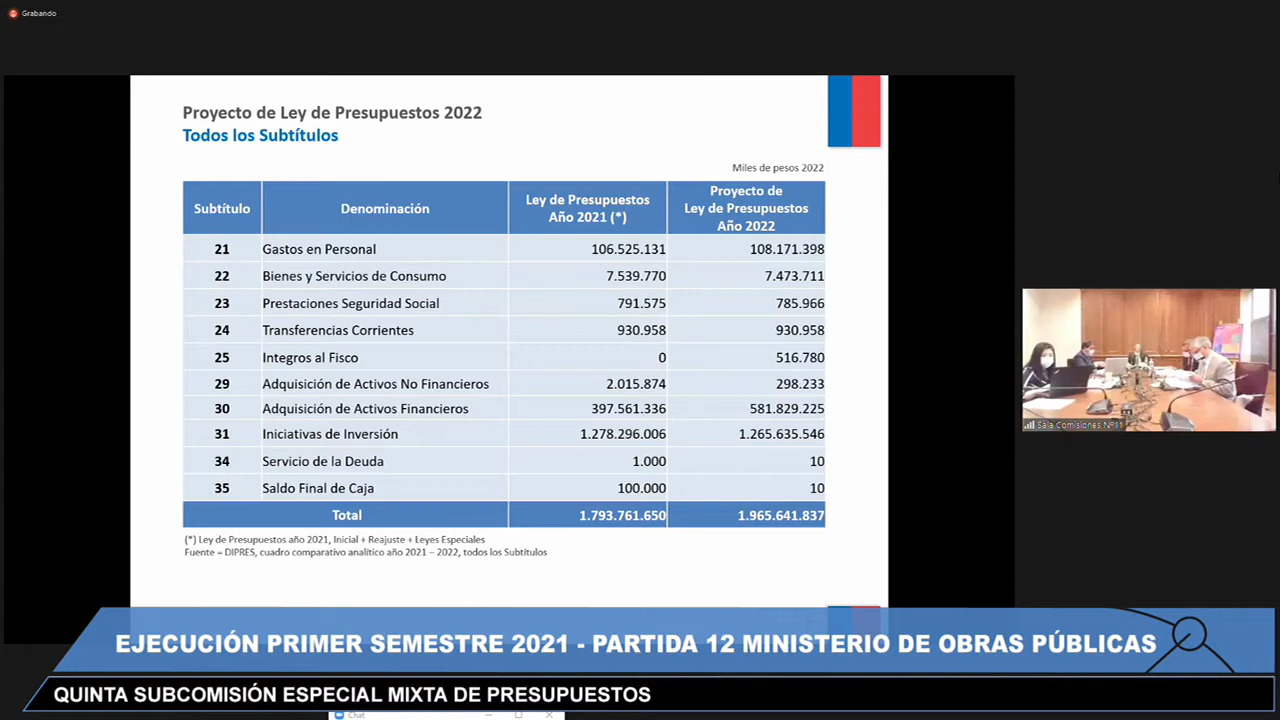 Grabando
Proyecto de Ley de Presupuestos 2022
Todos los Subtítulos
Miles de pesos 2022
Subtítulo Denominación Ley de Presupuestos Año 2021 (*) Proyecto de Ley de Presupuestos Año 2022
21 Gastos en Personal 106.525.131 108.171.398
22 Bienes y Servicios de Consumo 7.539.770 7.473.711
23 Prestaciones Seguridad Social 791.575 785.966
24 Transferencias Corrientes 930.958 930.958
25 Integros al Fisco 0 516.780
29 Adquisición de Activos No Financieros 2.015.874 298.233
30 Adquisición de Activos Financieros 397.561.336 581.829.225
31 Iniciativas de Inversión 1.278.296.006 1.265.635.546
34 Servicio de la Deuda 1.000 10
35 Saldo Final de Caja 100.000 10
Total 1.793.761.650 1.965.641.837
(*) Ley de Presupuestos año 2021, Inicial + Reajuste + Leyes Especiales
Fuente = DIPRES, cuadro comparativo analítico año 2021 – 2022, todos los Subtítulos
Sala Comisiones Nº11
EJECUCIÓN PRIMER SEMESTRE 2021 - PARTIDA 12 MINISTERIO DE OBRAS PÚBLICAS
QUINTA SUBCOMISIÓN ESPECIAL MIXTA DE PRESUPUESTOS
Chat